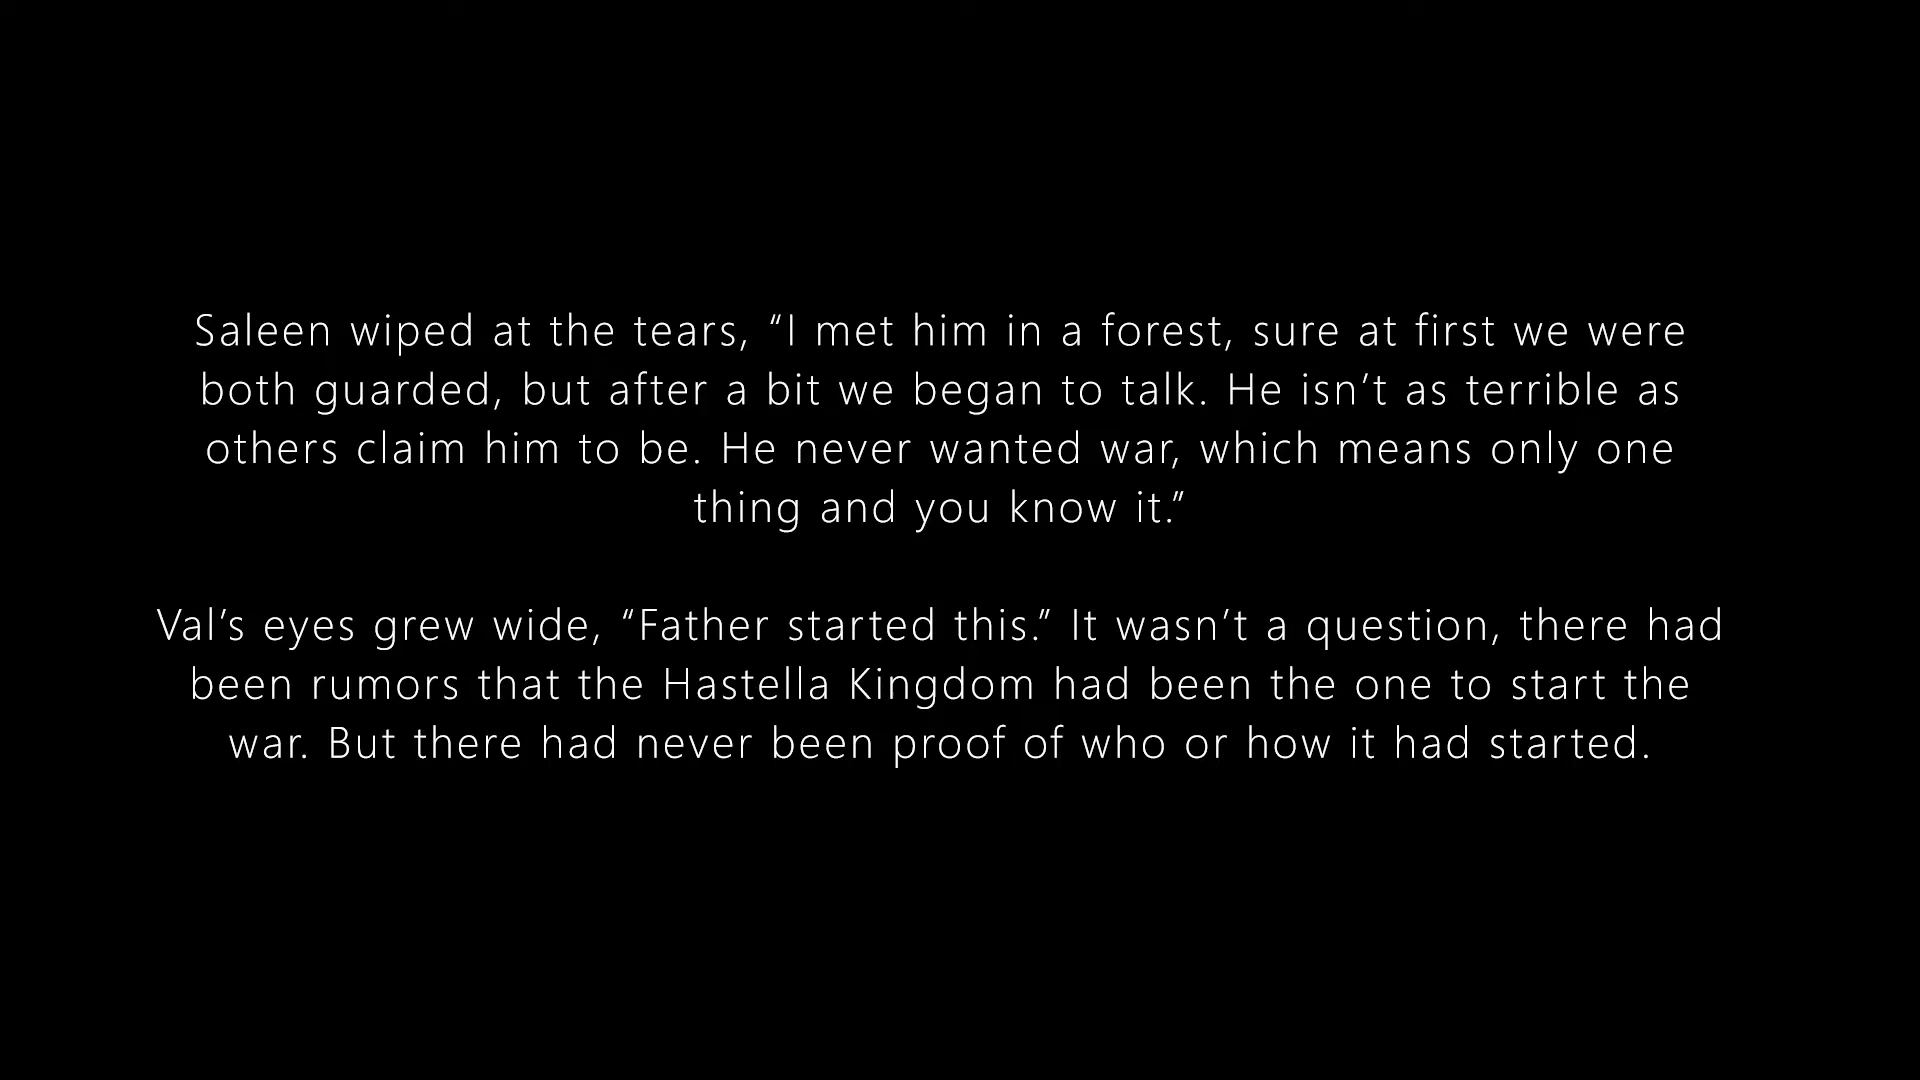 Saleen wiped at the tears, “I met him in a forest, sure at first we were
both guarded, but after a bit we began to talk. He isn’t as terrible as
others claim him to be. He never wanted war, which means only one
thing and you know it.”
Val’s eyes grew wide, “Father started this.” It wasn’t a question, there had
been rumors that the Hastella Kingdom had been the one to start the
war. But there had never been proof of who or how it had started.